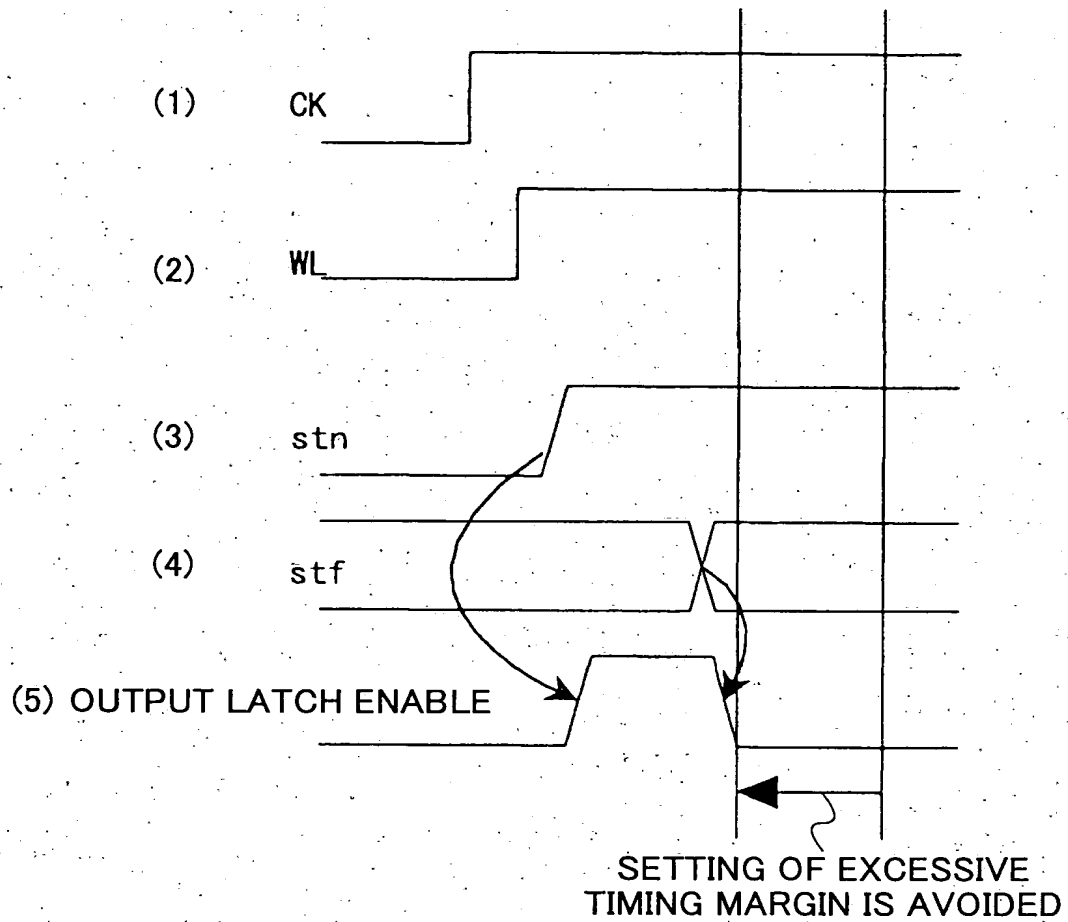 (1) CK
(2) WL
(3) stn
(4) stf
(5) OUTPUT LATCH ENABLE
SETTING OF EXCESSIVE
TIMING MARGIN IS AVOIDED